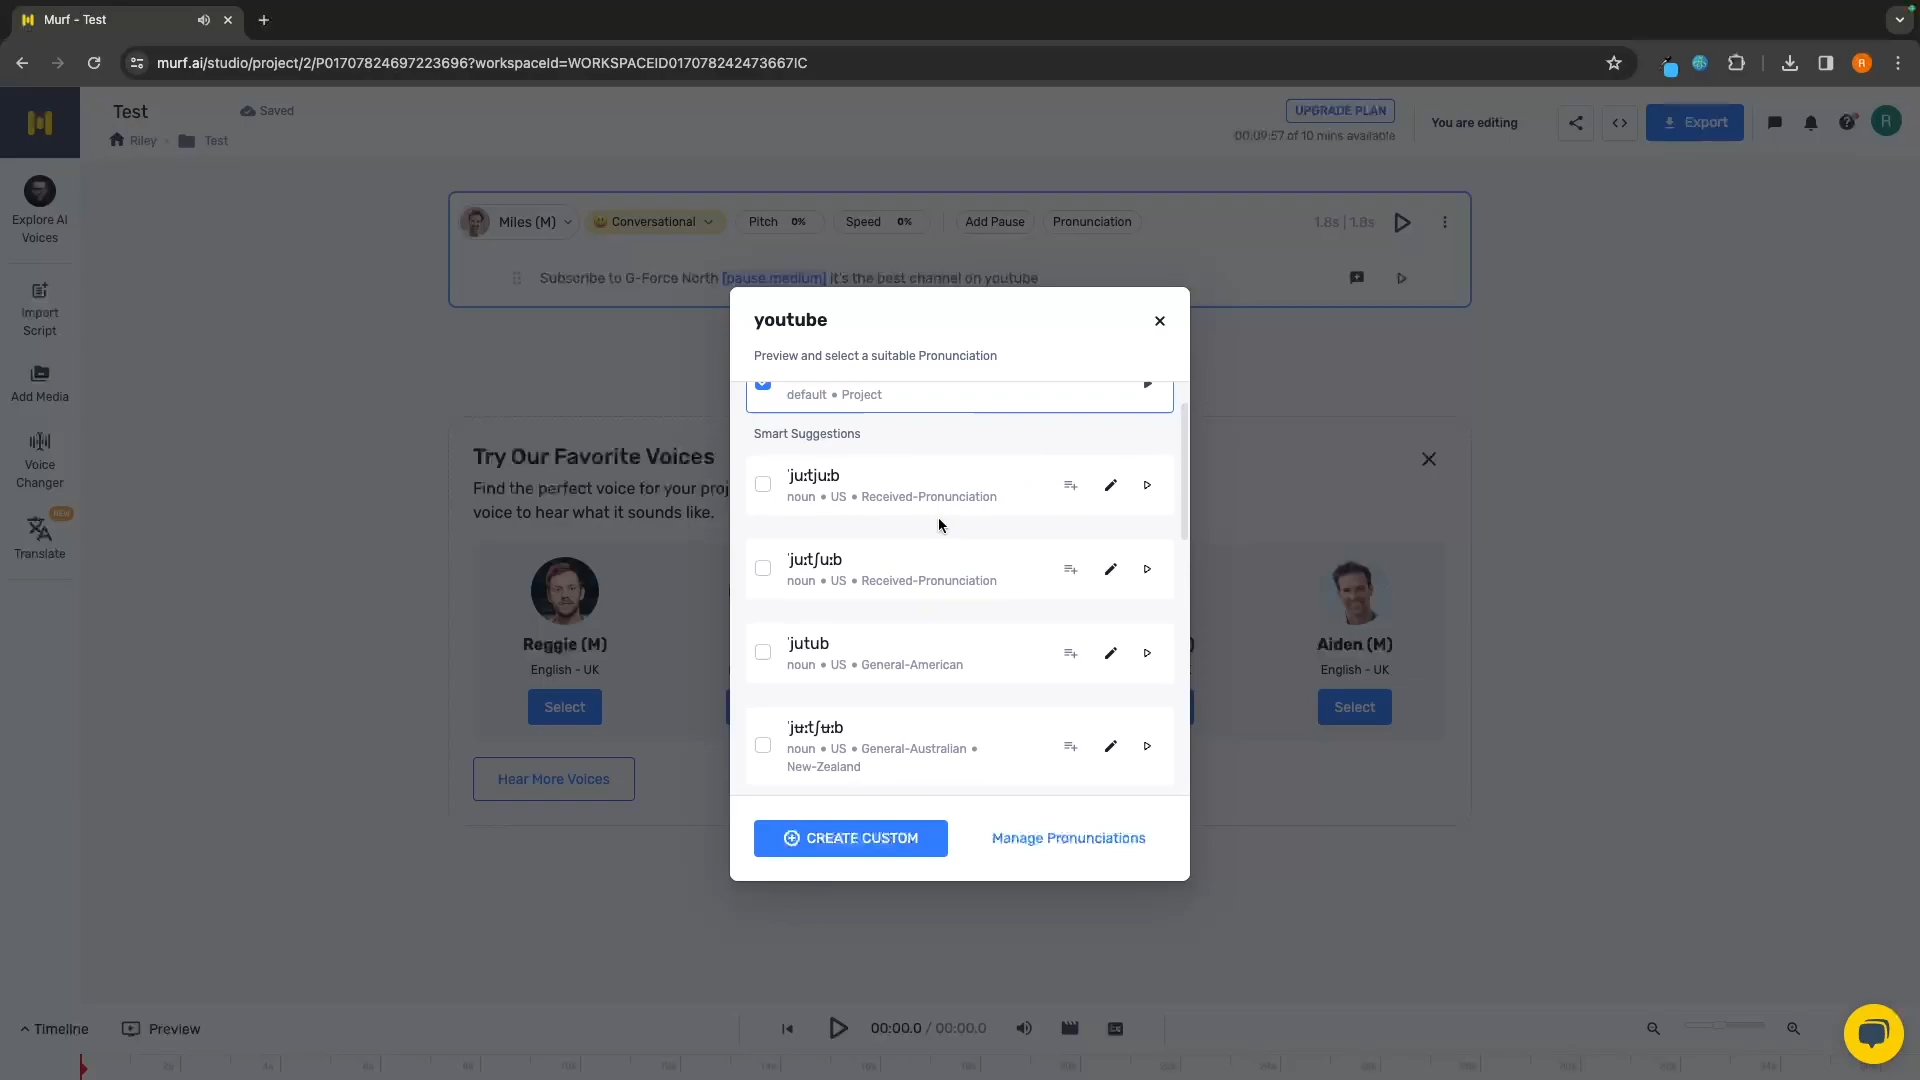 Murf - Test
murf.ai/studio/project/2/P01707824697223696?workspaceId=WORKSPACEID017078242473667IC
R
Test
Saved
Riley
Test
UPGRADE PLAN
00:09:57 of 10 mins available
You are editing
Export
R
Explore AI
Voices
Import
Script
Add Media
Voice
Changer
NEW
Translate
Miles (M)
Conversational
Pitch 0%
Speed 0%
Add Pause
Pronunciation
1.8s | 1.8s
Subscribe to G-Force North [pause medium] It's the best channel on youtube
youtube
Preview and select a suitable Pronunciation
default • Project
Smart Suggestions
ˈjuːtjuːb
noun • US • Received-Pronunciation
ˈjuːtʃuːb
noun • US • Received-Pronunciation
ˈjutub
noun • US • General-American
ˈjʉːtʃʉːb
noun • US • General-Australian •
New-Zealand
CREATE CUSTOM
Manage Pronunciations
Try Our Favorite Voices
Find the perfect voice for your proj
voice to hear what it sounds like.
Reggie (M)
English - UK
Select
Aiden (M)
English - UK
Select
Hear More Voices
Timeline
Preview
00:00.0 / 00:00.0